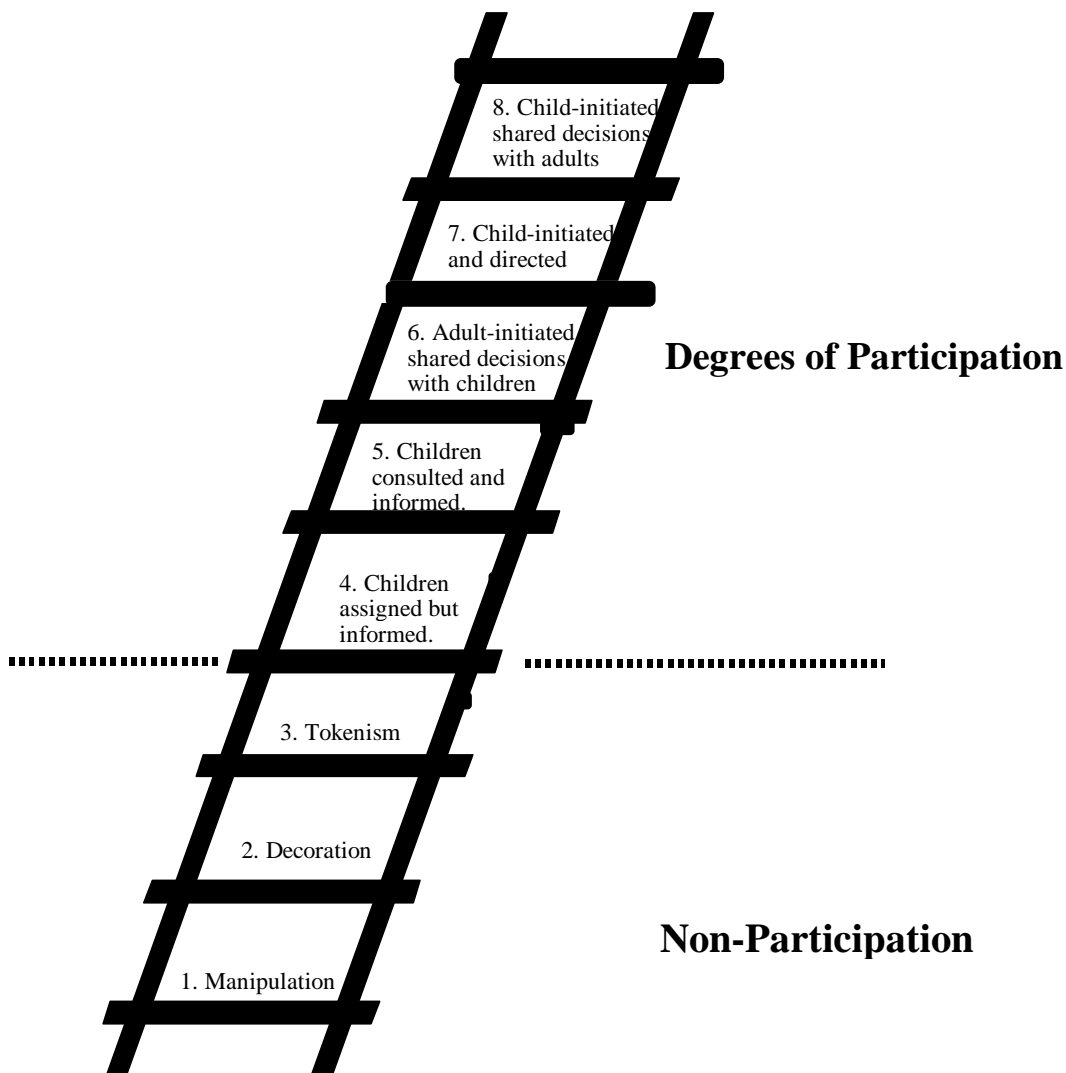 8. Child-initiated
shared decisions
with adults
7. Child-initiated
and directed
6. Adult-initiated
shared decisions
with children
Degrees of Participation
5. Children
consulted and
informed.
4. Children
assigned but
informed.
3. Tokenism
2. Decoration
Non-Participation
1. Manipulation